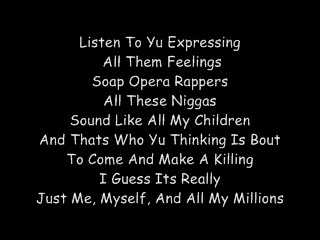 Listen To Yu Expressing
All Them Feelings
Soap Opera Rappers
All These Niggas
Sound Like All My Children
And Thats Who Yu Thinking Is Bout
To Come And Make A Killing
I Guess Its Really
Just Me, Myself, And All My Millions